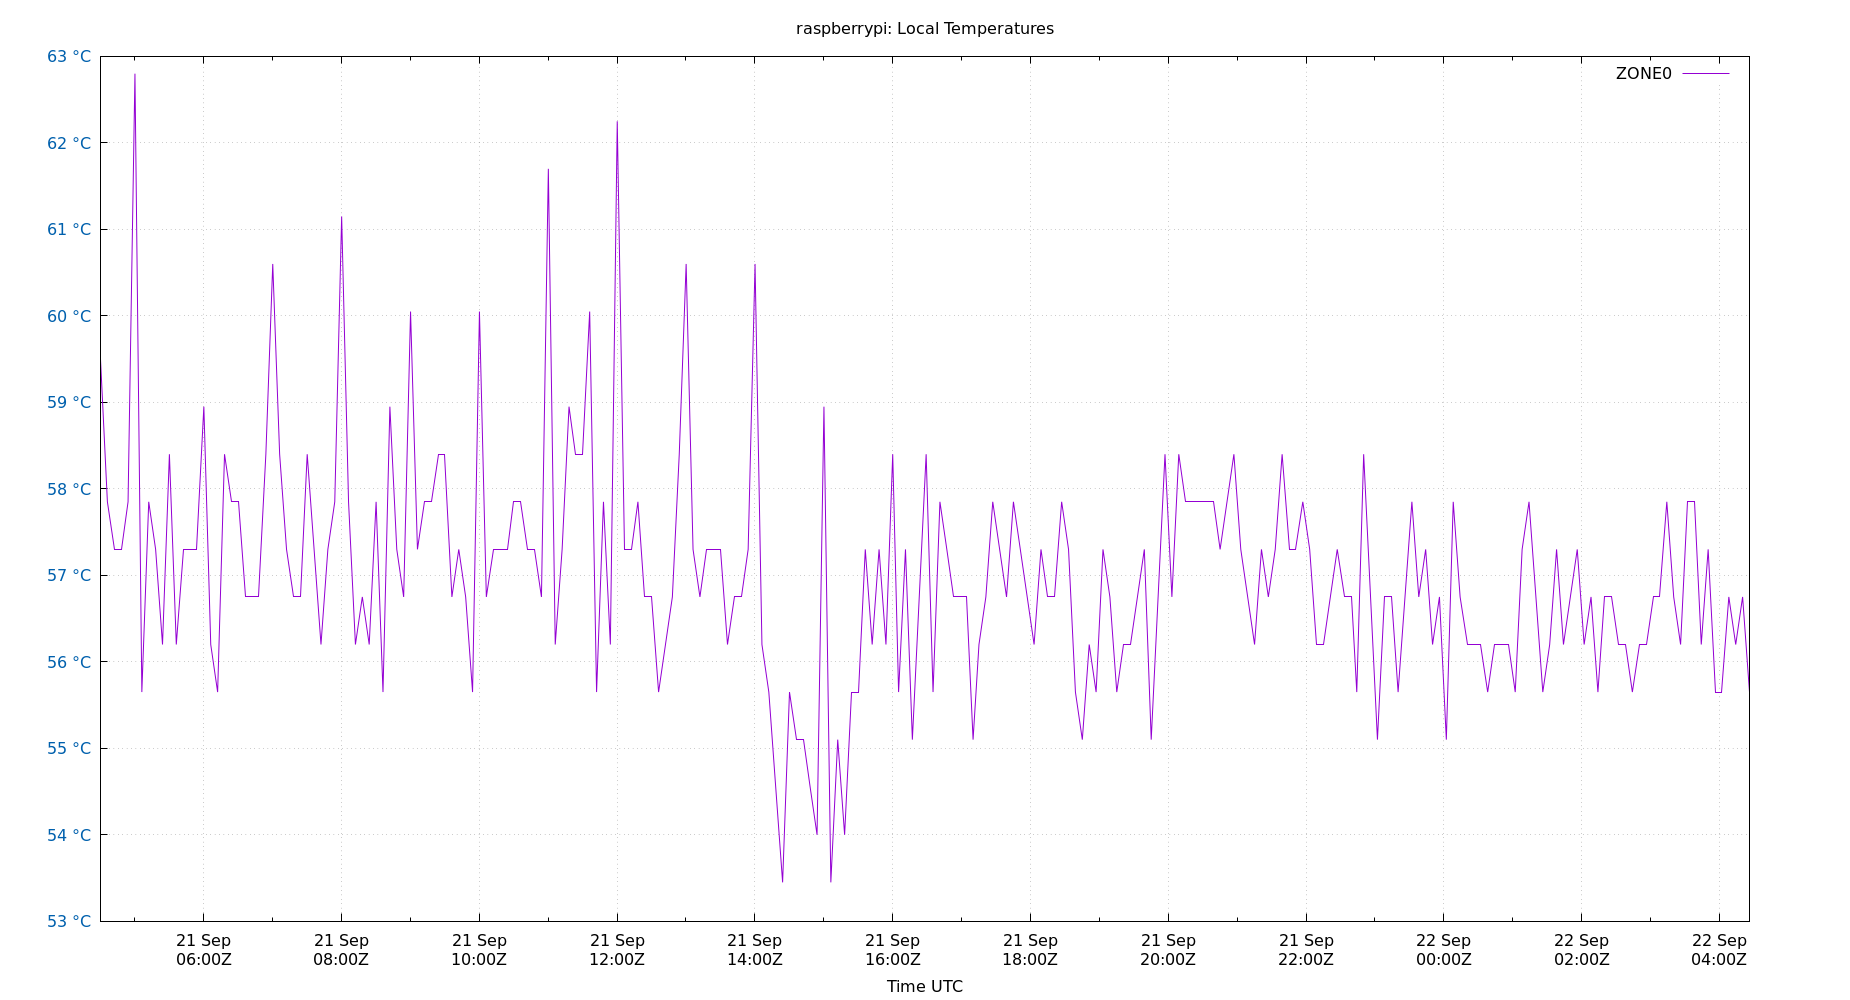 raspberrypi: Local Temperatures
63 °C
ZONE0
62 °C
61 °C
60 °C
59 °C
58 °C
57 °C
56 °C
55 °C
54 °C
53 °C
21 Sep 21 Sep 21 Sep 21 Sep 21 Sep 21 Sep 21 Sep 21 Sep 21 Sep 22 Sep 22 Sep 22 Sep
06:00Z 08:00Z 10:00Z 12:00Z 14:00Z 16:00Z 18:00Z 20:00Z 22:00Z 00:00Z 02:00Z 04:00Z
Time UTC